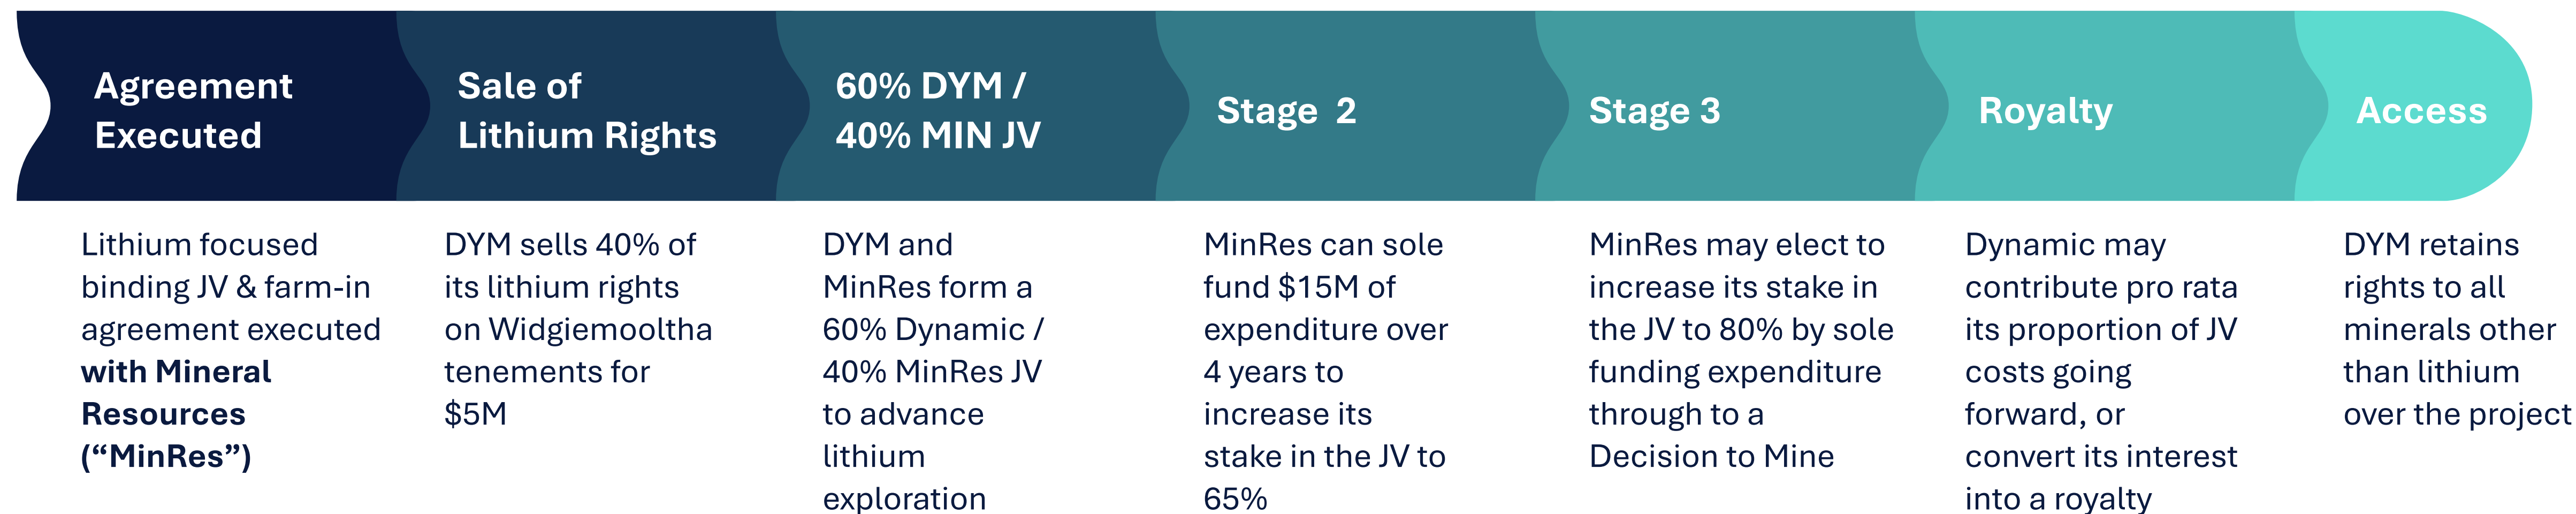 Agreement
Executed
Sale of
Lithium Rights
60% DYM /
40% MIN JV
Stage 2
Stage 3
Royalty
Access
Lithium focused
binding JV & farm-in
agreement executed
with Mineral
Resources
(“MinRes”)
DYM sells 40% of
its lithium rights
on Widgiemooltha
tenements for
$5M
DYM and
MinRes form a
60% Dynamic /
40% MinRes JV
to advance
lithium
exploration
MinRes can sole
fund $15M of
expenditure over
4 years to
increase its
stake in the JV to
65%
MinRes may elect to
increase its stake in
the JV to 80% by sole
funding expenditure
through to a
Decision to Mine
Dynamic may
contribute pro rata
its proportion of JV
costs going
forward, or
convert its interest
into a royalty
DYM retains
rights to all
minerals other
than lithium
over the project